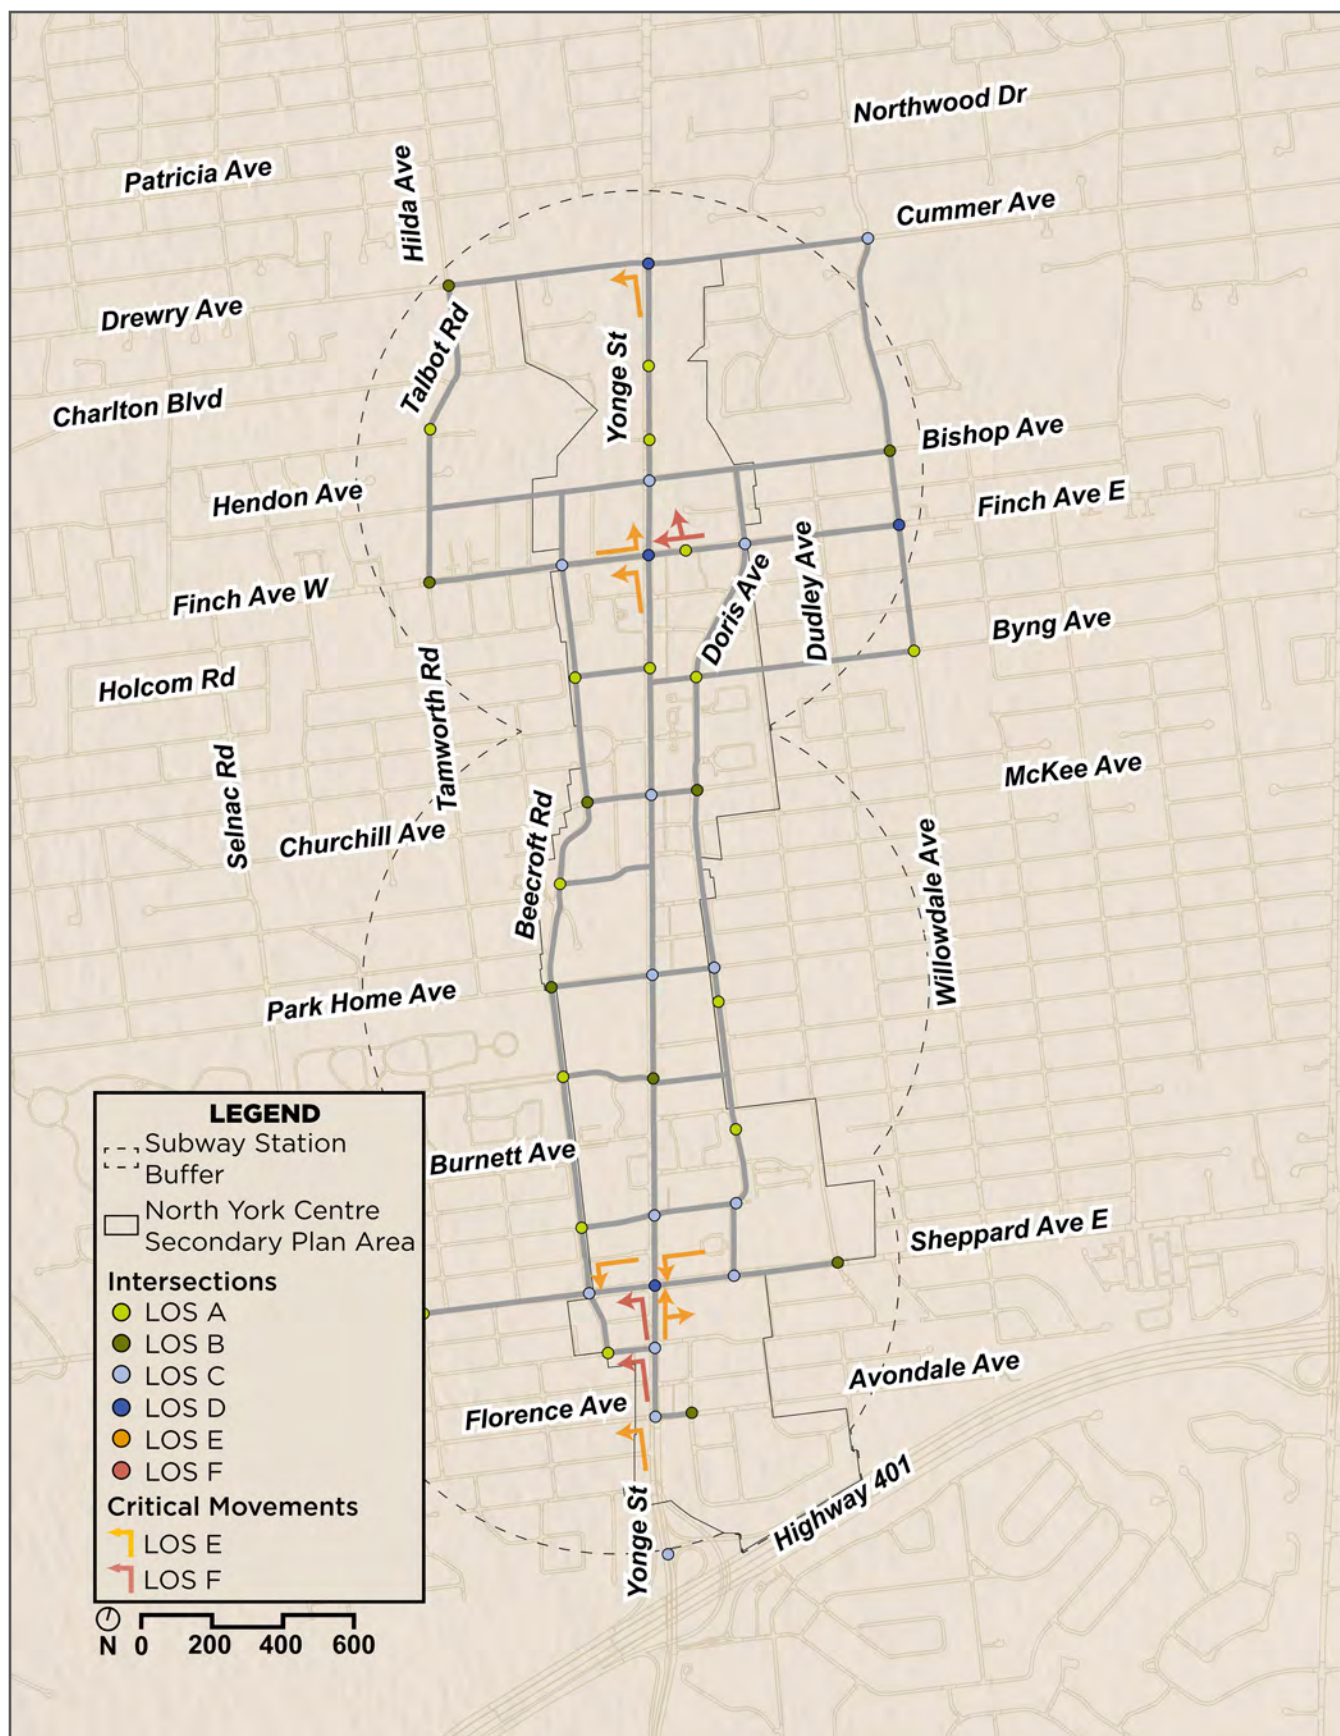 Northwood Dr
Patricia Ave
Hilda Ave
Cummer Ave
Drewry Ave
Talbot Rd
Yonge St
Charlton Blvd
Bishop Ave
Hendon Ave
Finch Ave E
Finch Ave W
Doris Ave
Dudley Ave
Byng Ave
Holcom Rd
Tamworth Rd
Selnac Rd
McKee Ave
Churchill Ave
Beecroft Rd
Willowdale Ave
Park Home Ave
Burnett Ave
Sheppard Ave E
Avondale Ave
Florence Ave
Highway 401
Yonge St
LEGEND
Subway Station
Buffer
North York Centre
Secondary Plan Area
Intersections
LOS A
LOS B
LOS C
LOS D
LOS E
LOS F
Critical Movements
LOS E
LOS F
N 0 200 400 600